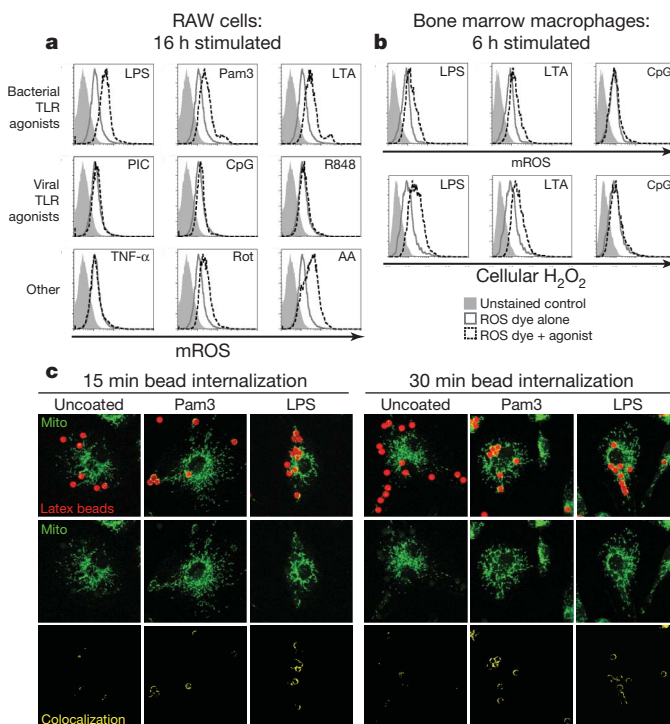 RAW cells:
16 h stimulated
a
Bacterial
TLR
agonists
LPS
Pam3
LTA
Viral
TLR
agonists
PIC
CpG
R848
Other
TNF-α
Rot
AA
mROS
Bone marrow macrophages:
6 h stimulated
b
LPS
LTA
CpG
mROS
LPS
LTA
CpG
Cellular H₂O₂
Unstained control
ROS dye alone
ROS dye + agonist
c
15 min bead internalization
30 min bead internalization
Uncoated
Pam3
LPS
Uncoated
Pam3
LPS
Mito
Latex beads
Mito
Colocalization